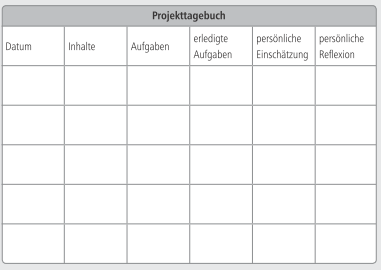 Projekttagebuch
Datum
Inhalte
Aufgaben
erledigte
Aufgaben
persönliche
Einschätzung
persönliche
Reflexion